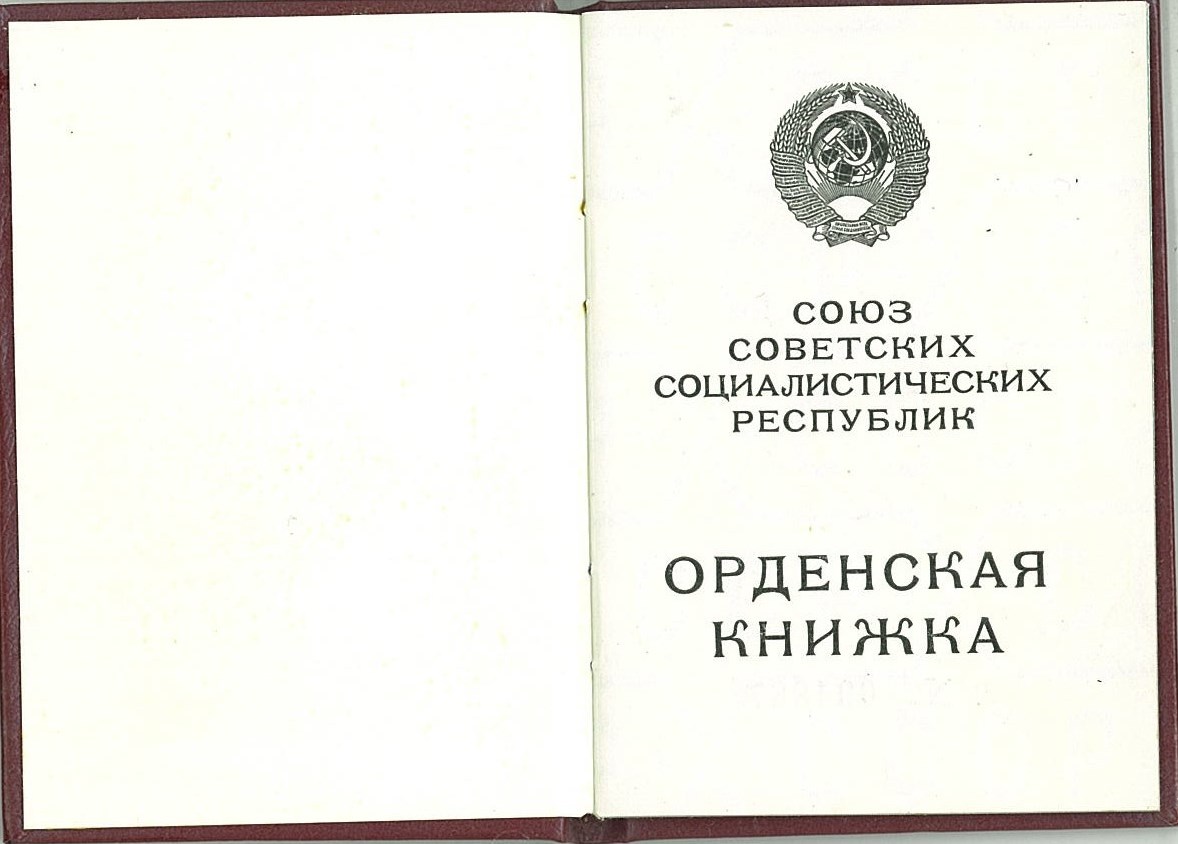 СОЮЗ
СОВЕТСКИХ
СОЦИАЛИСТИЧЕСКИХ
РЕСПУБЛИК
ОРДЕНСКАЯ
КНИЖКА